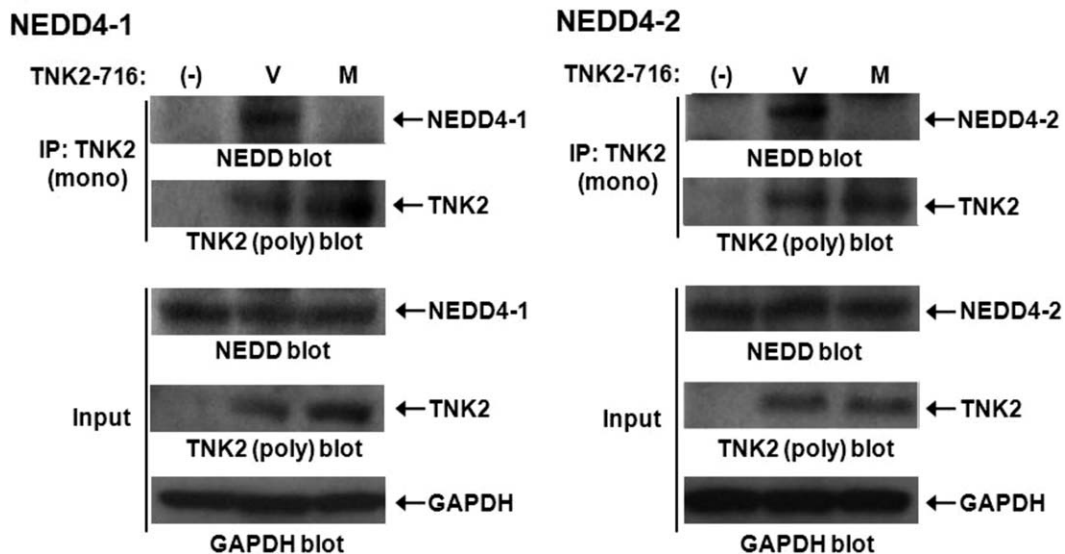 NEDD4-1
TNK2-716: (-) V M
IP: TNK2
(mono)
←NEDD4-1
NEDD blot
←TNK2
TNK2 (poly) blot
Input
←NEDD4-1
NEDD blot
←TNK2
TNK2 (poly) blot
←GAPDH
GAPDH blot
NEDD4-2
TNK2-716: (-) V M
IP: TNK2
(mono)
←NEDD4-2
NEDD blot
←TNK2
TNK2 (poly) blot
Input
←NEDD4-2
NEDD blot
←TNK2
TNK2 (poly) blot
←GAPDH
GAPDH blot